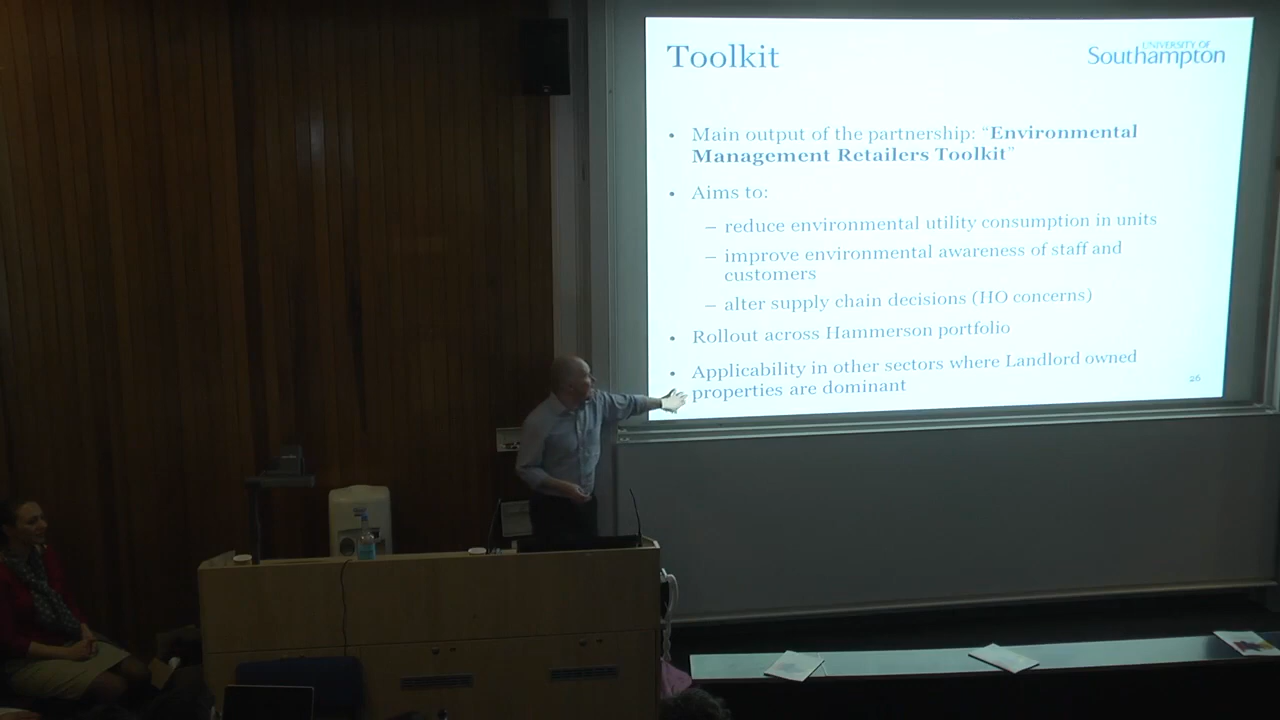 Toolkit
UNIVERSITY OF
Southampton
• Main output of the partnership: “Environmental
Management Retailers Toolkit”
• Aims to:
– reduce environmental utility consumption in units
– improve environmental awareness of staff and
customers
– alter supply chain decisions (HO concerns)
• Rollout across Hammerson portfolio
• Applicability in other sectors where Landlord owned
properties are dominant
26